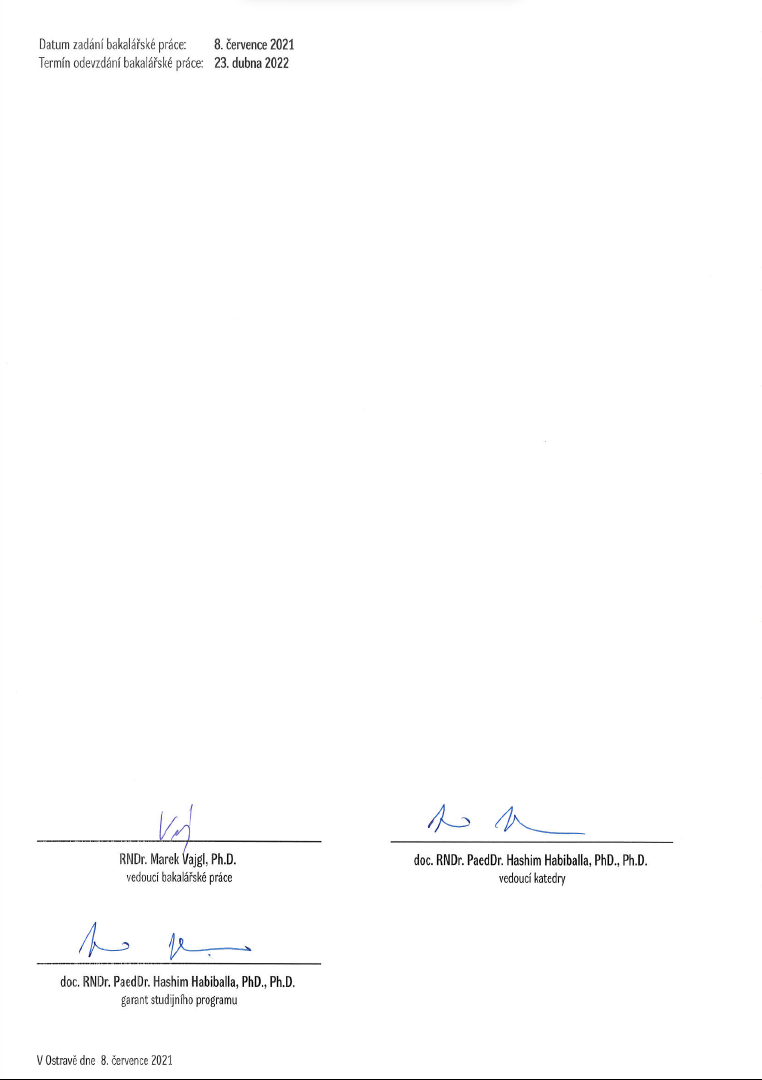 Datum zadání bakalářské práce: 8. července 2021
Termín odevzdání bakalářské práce: 23. dubna 2022
RNDr. Marek Vajgl, Ph.D.
vedoucí bakalářské práce
doc. RNDr. PaedDr. Hashim Habiballa, PhD., Ph.D.
vedoucí katedry
doc. RNDr. PaedDr. Hashim Habiballa, PhD., Ph.D.
garant studijního programu
V Ostravě dne 8. července 2021